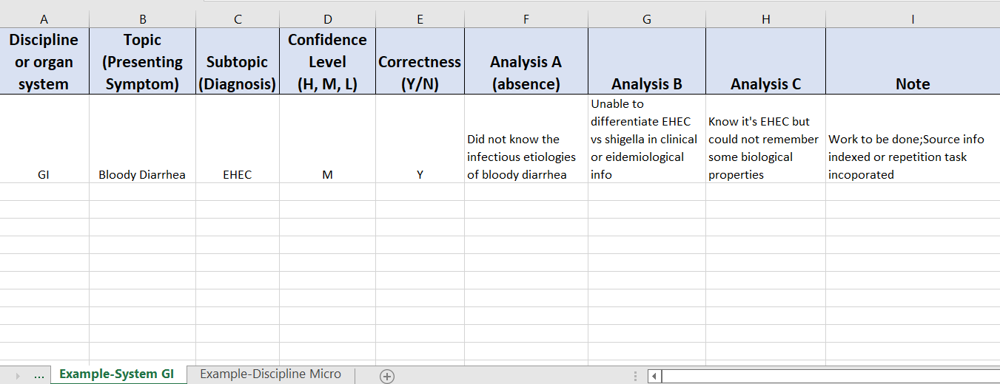 A B C D E F G H I
Discipline
or organ
system
Topic
(Presenting
Symptom)
Subtopic
(Diagnosis)
Confidence
Level
(H, M, L)
Correctness
(Y/N)
Analysis A
(absence)
Analysis B
Analysis C
Note
GI
Bloody Diarrhea
EHEC
M
Y
Did not know the
infectious etiologies
of bloody diarrhea
Unable to
differentiate EHEC
vs shigella in clinical
or eidemiological
info
Know it's EHEC but
could not remember
some biological
properties
Work to be done;Source info
indexed or repetition task
incoporated
... Example-System GI Example-Discipline Micro